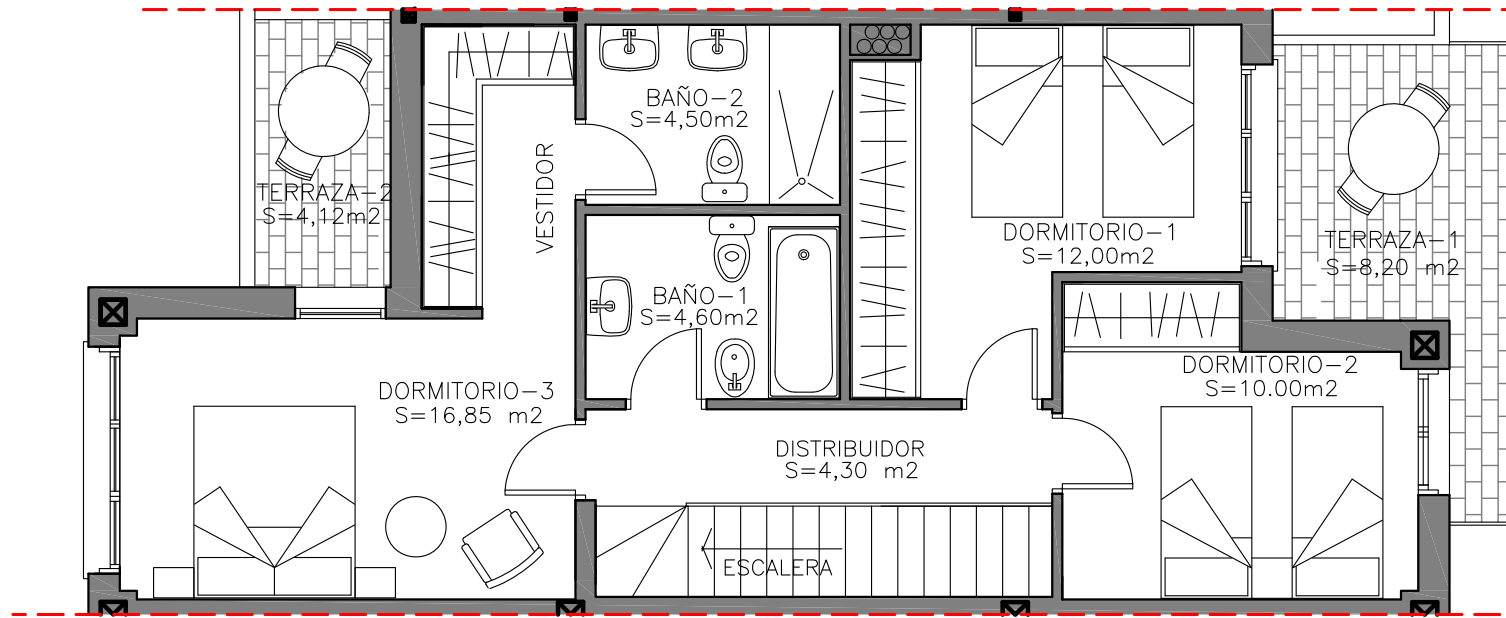 BAÑO-2
S=4,50m2
VESTIDOR
TERRAZA-2
S=4,12m2
DORMITORIO-1
S=12,00m2
TERRAZA-1
S=8,20 m2
BAÑO-1
S=4,60m2
DORMITORIO-2
S=10.00m2
DORMITORIO-3
S=16,85 m2
DISTRIBUIDOR
S=4,30 m2
ESCALERA